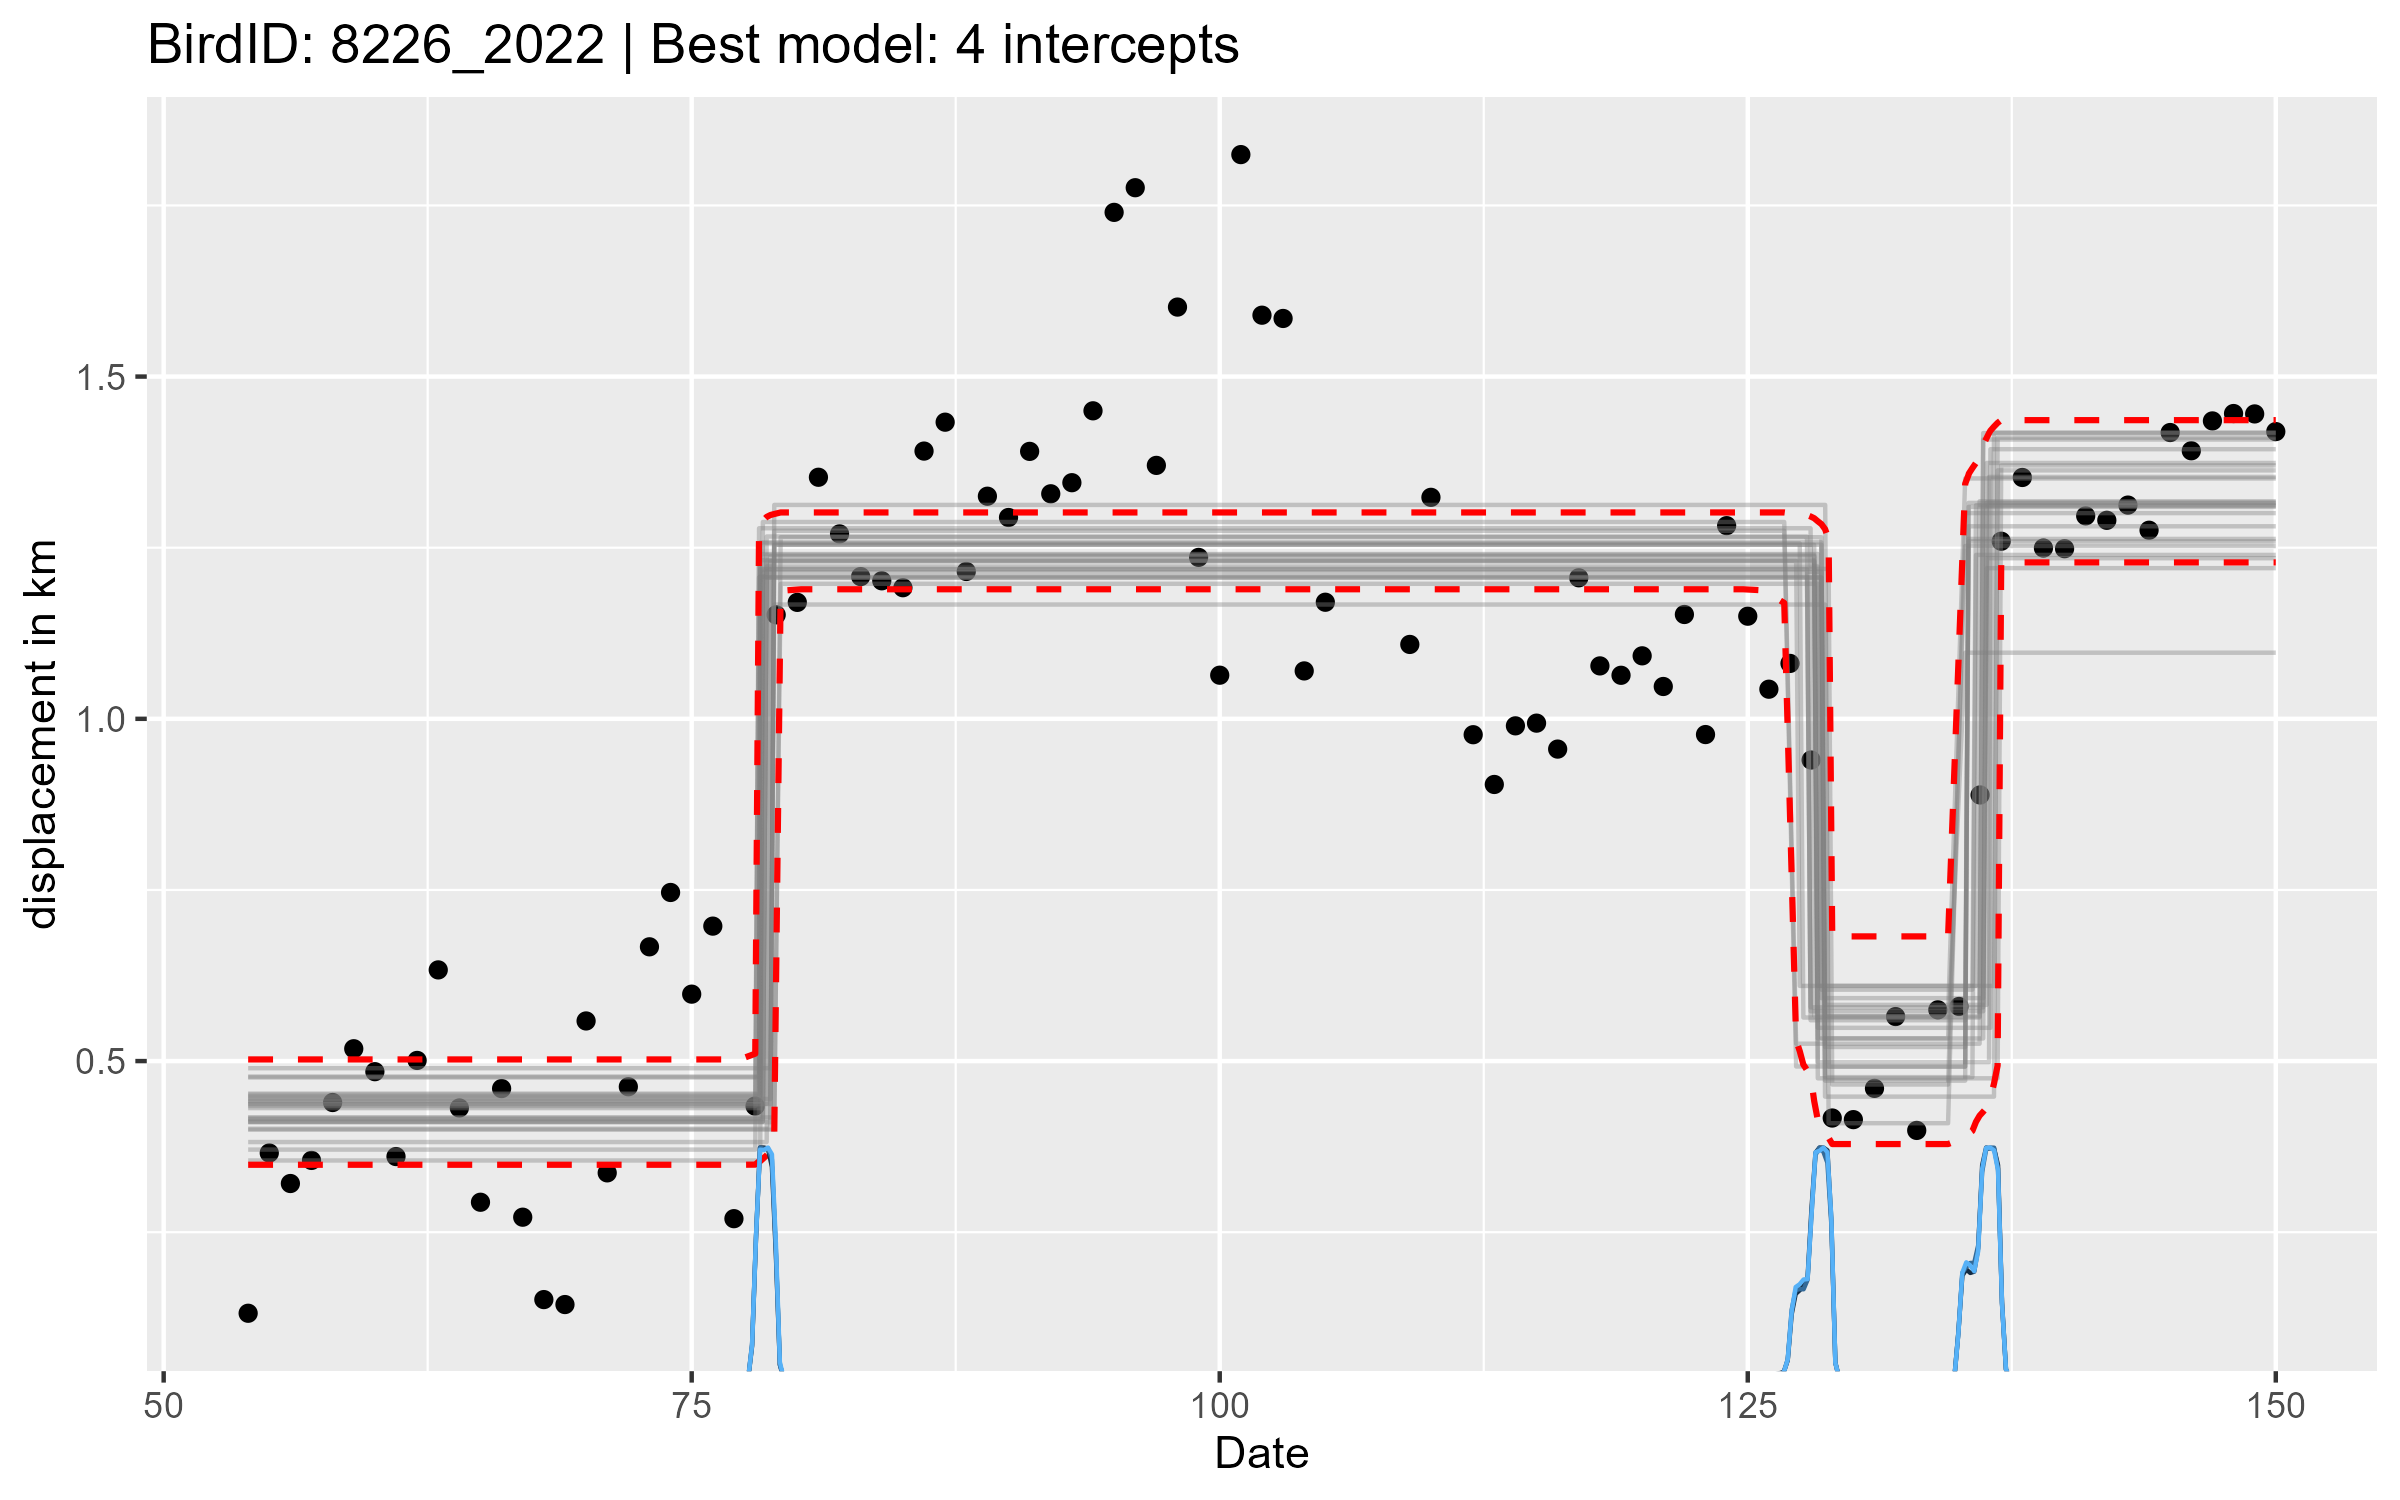 BirdID: 8226_2022 | Best model: 4 intercepts
displacement in km
1.5
1.0
0.5
50 75 100 125 150
Date